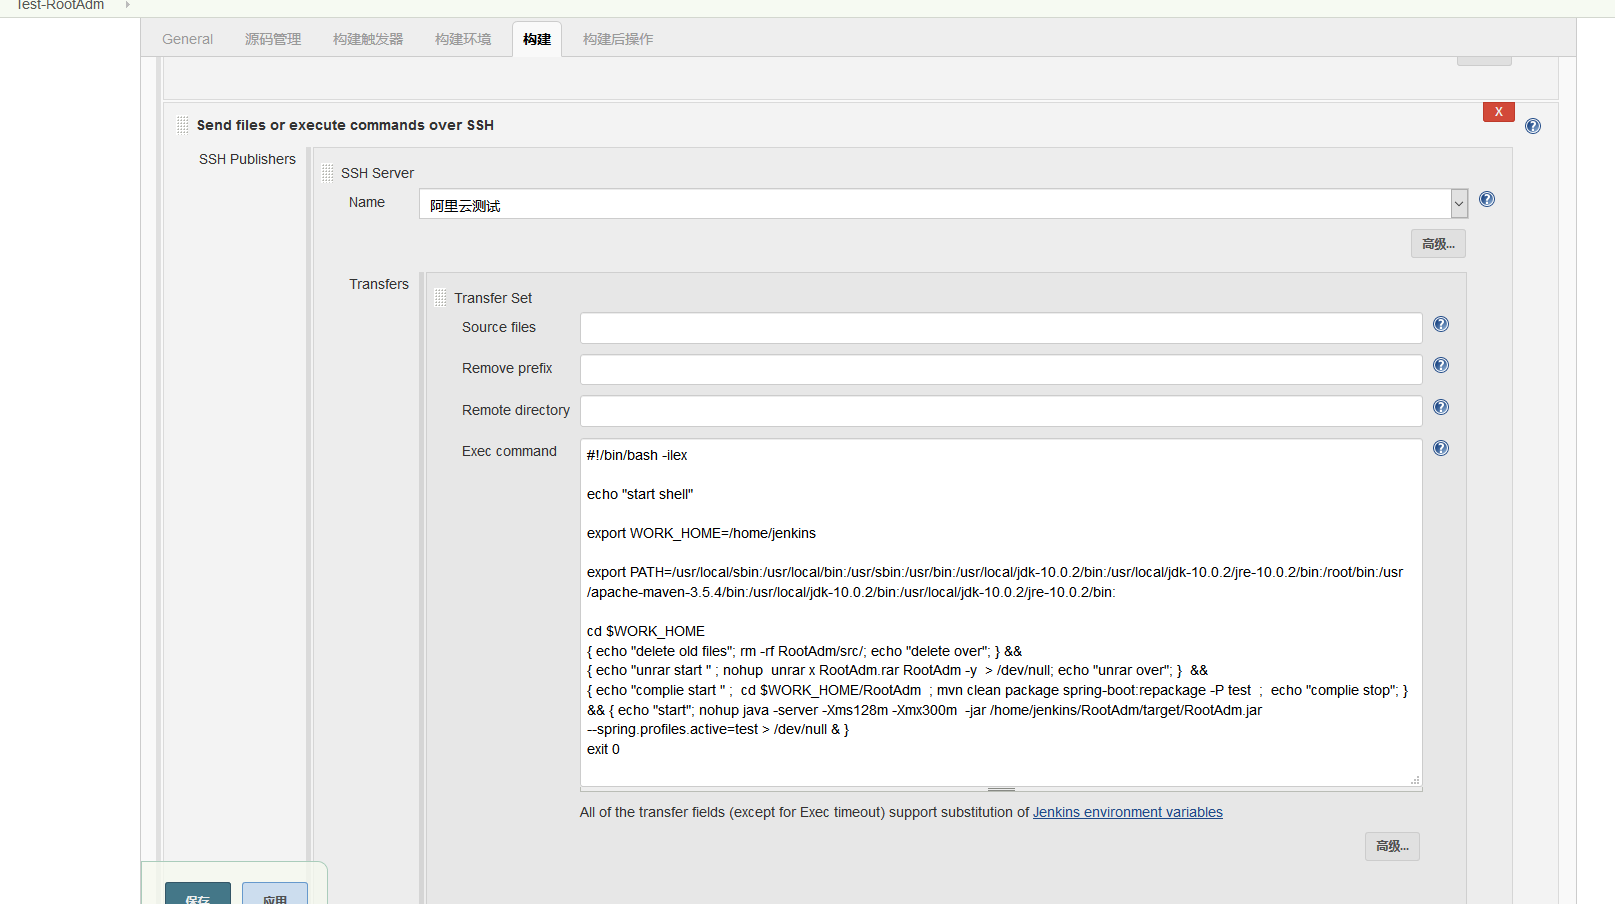 Test-RootAdm
General 源码管理 构建触发器 构建环境 构建 构建后操作
X
Send files or execute commands over SSH
SSH Publishers
SSH Server
Name
阿里云测试
高级...
Transfers
Transfer Set
Source files
Remove prefix
Remote directory
Exec command
#!/bin/bash -ilex
echo "start shell"
export WORK_HOME=/home/jenkins
export PATH=/usr/local/sbin:/usr/local/bin:/usr/sbin:/usr/bin:/usr/local/jdk-10.0.2/bin:/usr/local/jdk-10.0.2/jre-10.0.2/bin:/root/bin:/usr
/apache-maven-3.5.4/bin:/usr/local/jdk-10.0.2/bin:/usr/local/jdk-10.0.2/jre-10.0.2/bin:
cd $WORK_HOME
{ echo "delete old files"; rm -rf RootAdm/src/; echo "delete over"; } &&
{ echo "unrar start " ; nohup  unrar x RootAdm.rar RootAdm -y  > /dev/null; echo "unrar over"; }  &&
{ echo "complie start " ;  cd $WORK_HOME/RootAdm  ; mvn clean package spring-boot:repackage -P test  ;  echo "complie stop"; }
&& { echo "start"; nohup java -server -Xms128m -Xmx300m  -jar /home/jenkins/RootAdm/target/RootAdm.jar
--spring.profiles.active=test > /dev/null & }
exit 0
All of the transfer fields (except for Exec timeout) support substitution of Jenkins environment variables
高级...
保存 应用